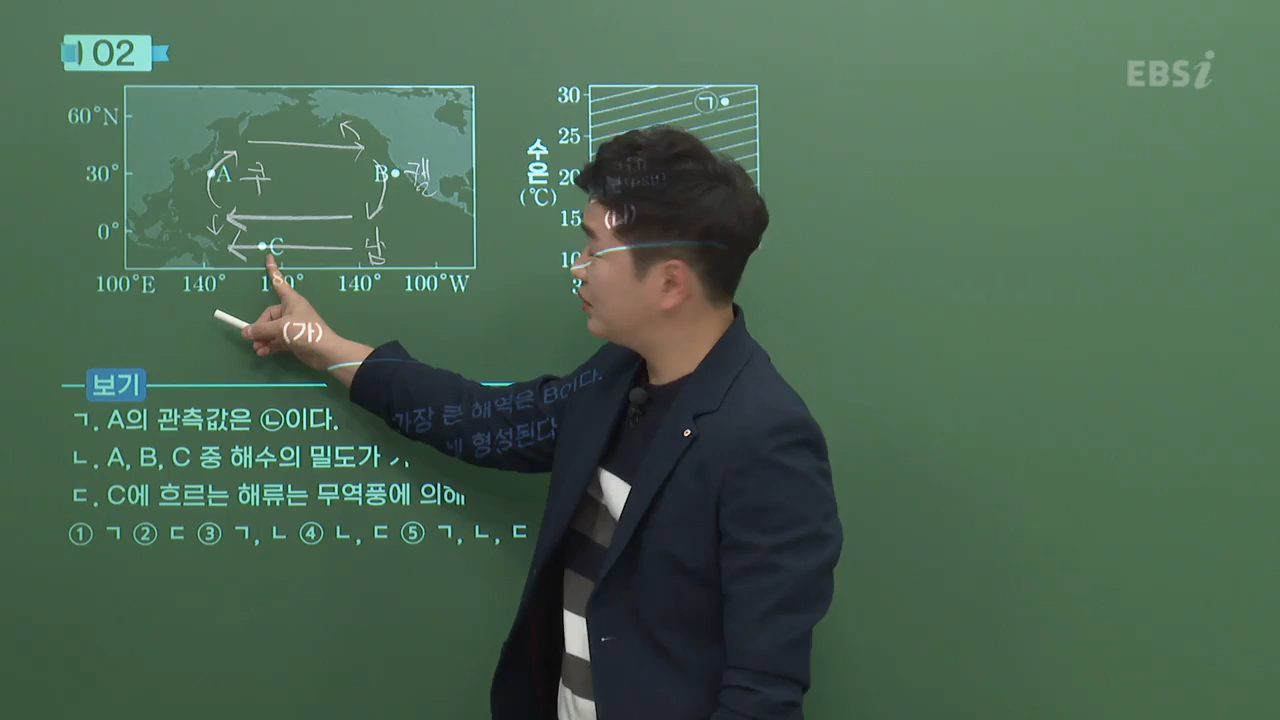 02
EBSi
60°N
30°
0°
100°E 140° 180° 140° 100°W
A 구
B 캘
C 남
(가)
수온
(℃)
30
25
20
15
10
㉠
(나)
보기
ㄱ. A의 관측값은 ㉡이다.
ㄴ. A, B, C 중 해수의 밀도가 가장 큰 해역은 B이다.
ㄷ. C에 흐르는 해류는 무역풍에 의해 형성된다
① ㄱ ② ㄷ ③ ㄱ, ㄴ ④ ㄴ, ㄷ ⑤ ㄱ, ㄴ, ㄷ